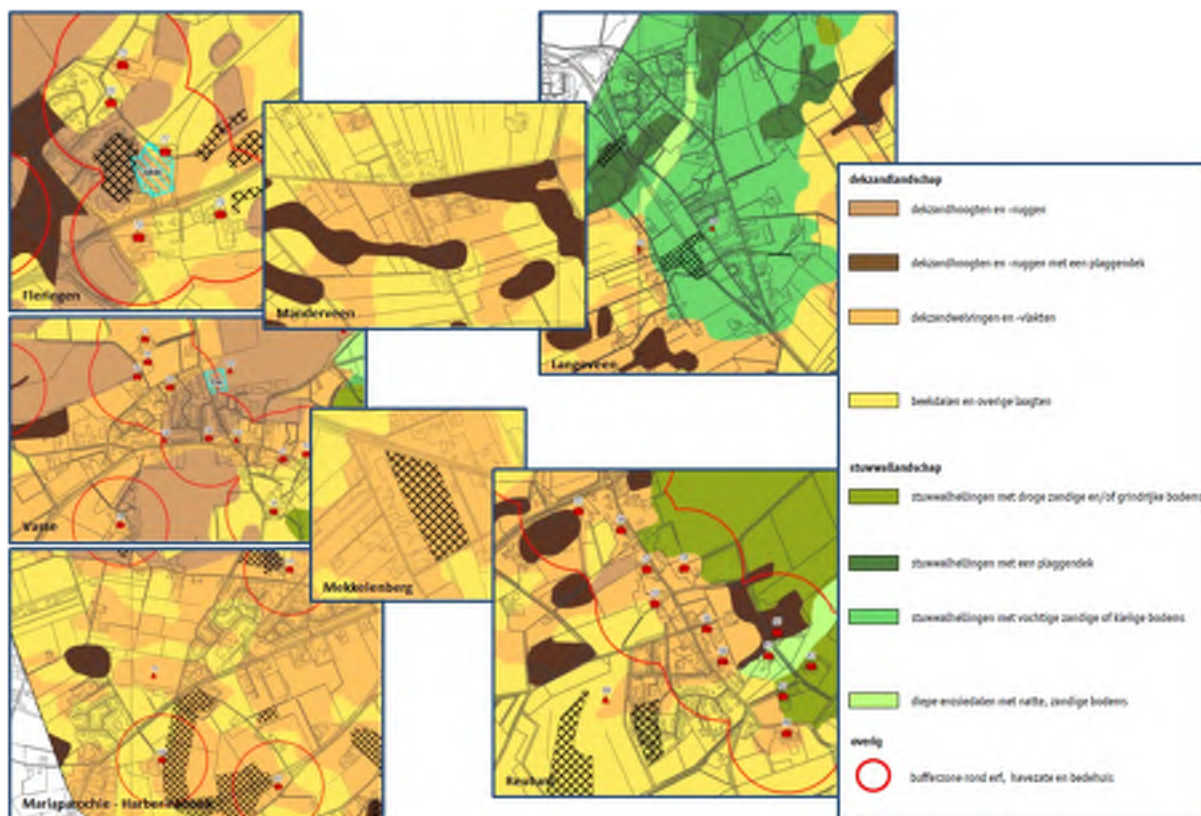 Fleringen
Manderveen
Langeveen
Vasse
Mekkelenberg
Mariaparochie - Harbrinkhoek
Reutum
dekzandlandschap
dekzandhoogten en -ruggen
dekzandhoogten en -ruggen met een plaggendek
dekzandwelvingen en -vlakten
beekdalen en overige laagten
stuwwallandschap
stuwwalhellingen met droge zandige en/of grindrijke bodems
stuwwalhellingen met een plaggendek
stuwwalhellingen met vochtige zandige of kleiige bodems
diepe erosiedalen met natte, zandige bodems
overig
bufferzone rond erf, havezate en bedehuis